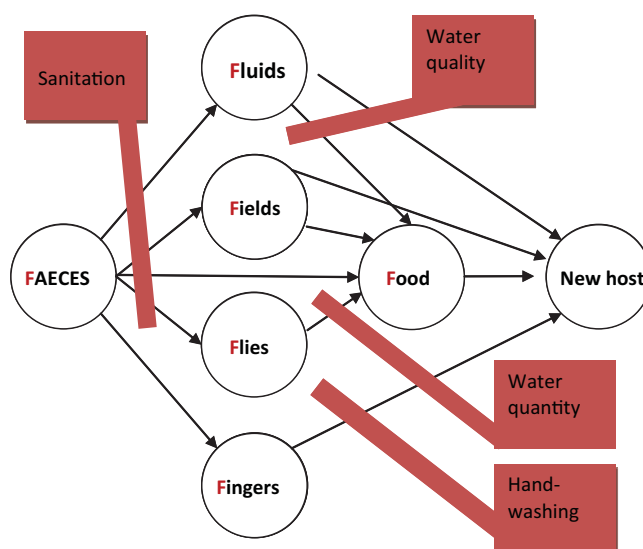 Sanitation
Fluids
Water
quality
Fields
FAECES
Food
New host
Flies
Water
quantity
Fingers
Hand-
washing